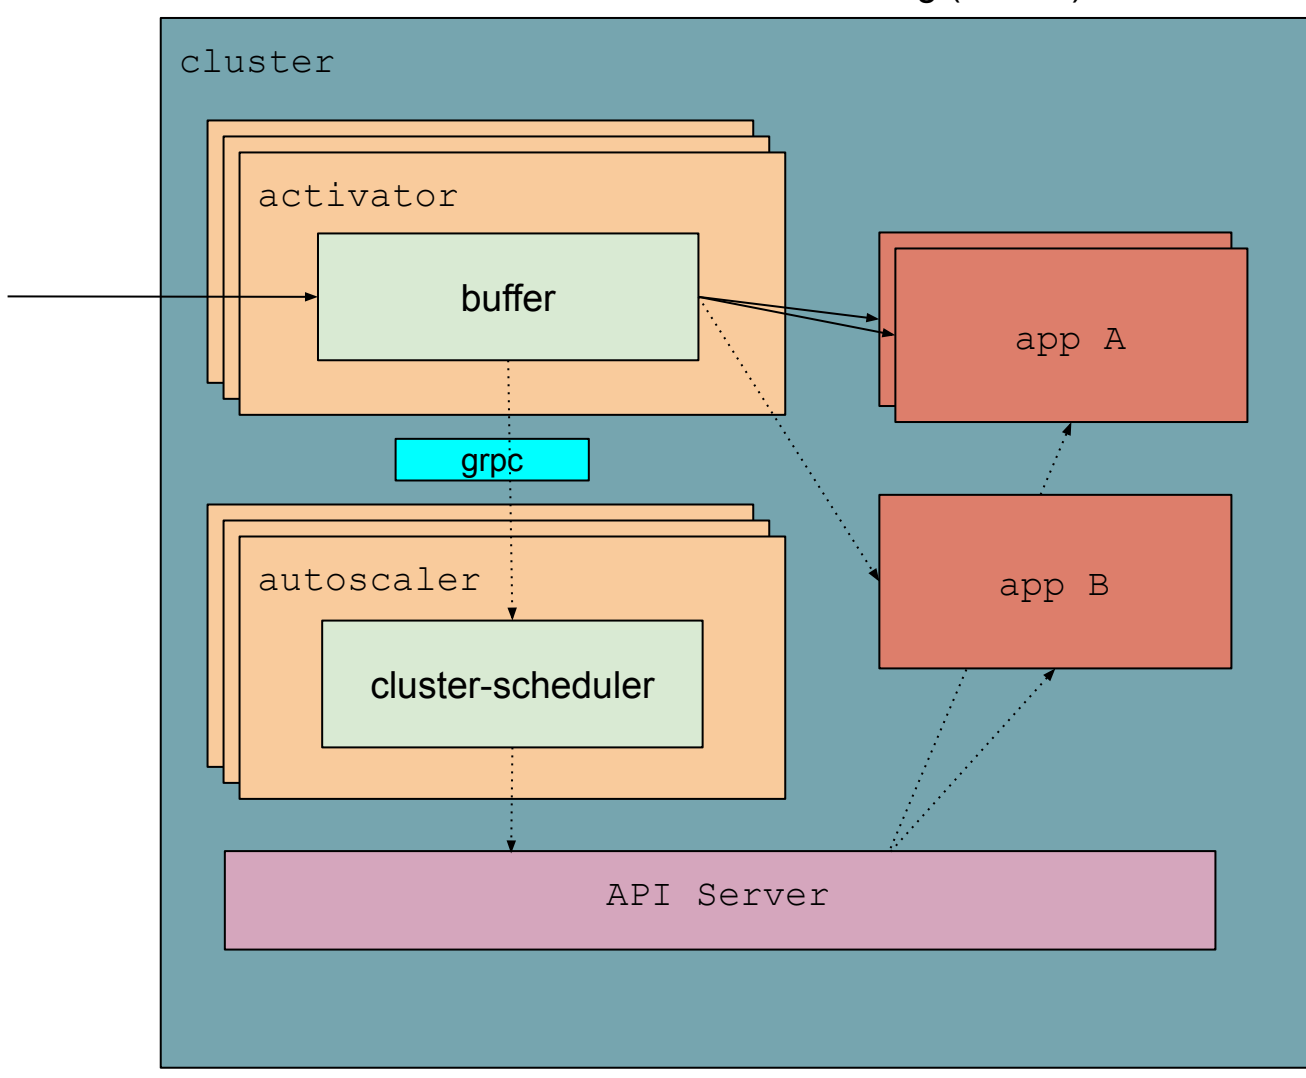 cluster
activator
buffer
app A
grpc
autoscaler
app B
cluster-scheduler
API Server